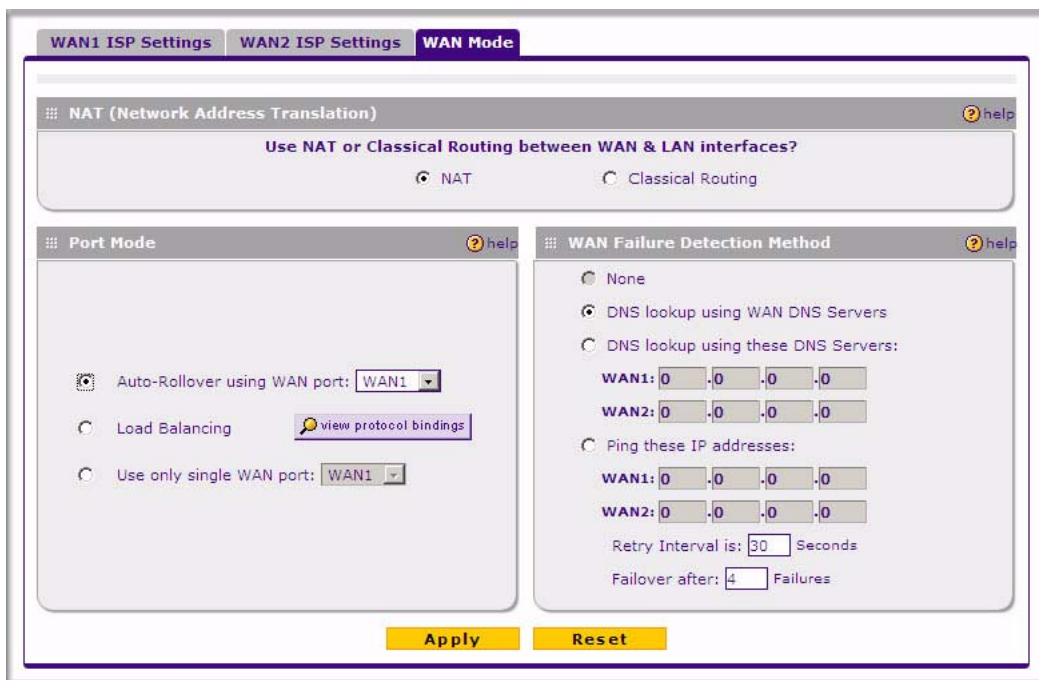 WAN1 ISP Settings WAN2 ISP Settings WAN Mode
NAT (Network Address Translation) ? help
Use NAT or Classical Routing between WAN & LAN interfaces?
NAT Classical Routing
Port Mode ? help
Auto-Rollover using WAN port: WAN1
Load Balancing view protocol bindings
Use only single WAN port: WAN1
WAN Failure Detection Method ? help
None
DNS lookup using WAN DNS Servers
DNS lookup using these DNS Servers:
WAN1: 0 .0 .0 .0
WAN2: 0 .0 .0 .0
Ping these IP addresses:
WAN1: 0 .0 .0 .0
WAN2: 0 .0 .0 .0
Retry Interval is: 30 Seconds
Failover after: 4 Failures
Apply Reset